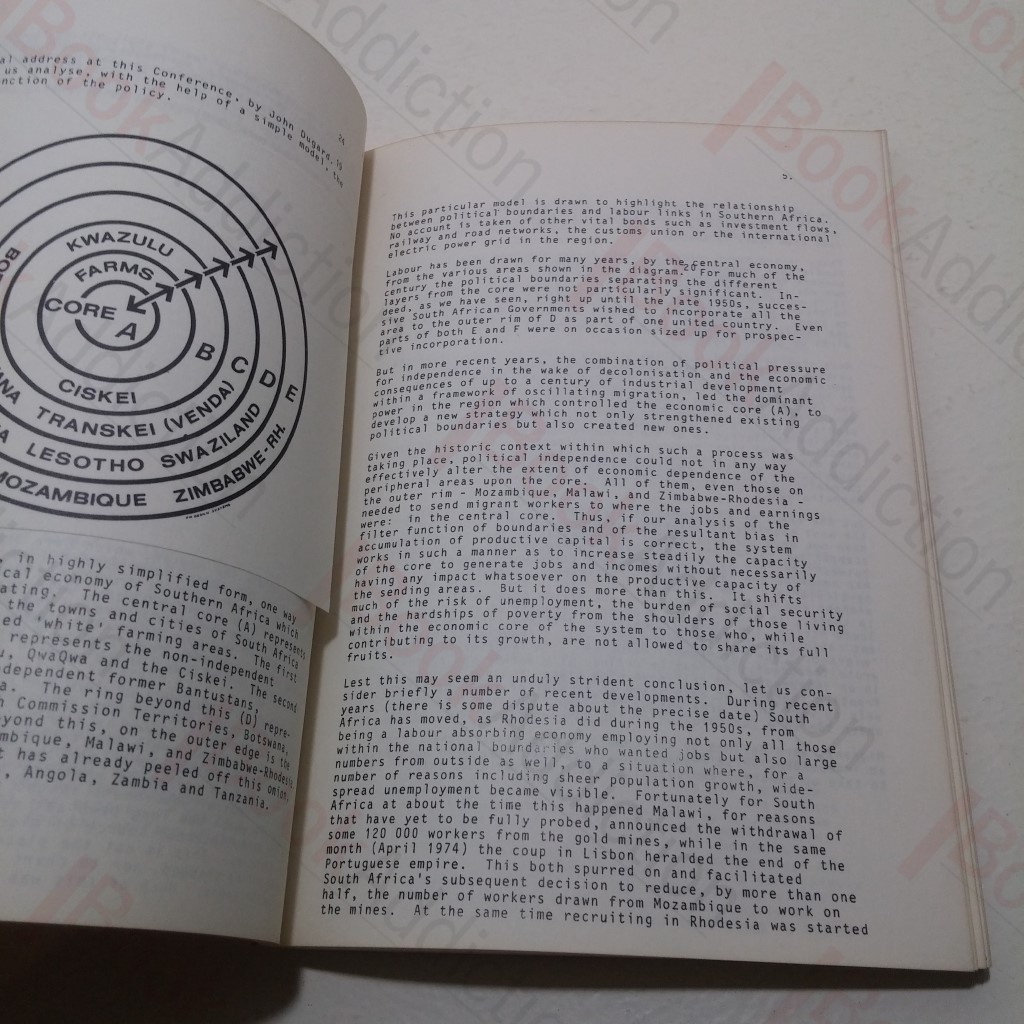 al address at this Conference, by John Dugard,
us analyse, with the help of a simple model, the
nction of the policy.
KWAZULU
FARMS
CORE
A
B
C
D
E
CISKEI
TRANSKEI (VENDA)
LESOTHO SWAZILAND
MOZAMBIQUE ZIMBABWE-RH.
, in highly simplified form, one way
cal economy of Southern Africa which
ating. The central core (A) represents
the towns and cities of South Africa
ed 'white' farming areas. The first
represents the non-independent
, QwaQwa and the Ciskei. The second
dependent former Bantustans,
a. The ring beyond this (D) repre-
h Commission Territories, Botswana,
eyond this, on the outer edge is the
mbique, Malawi, and Zimbabwe-Rhodesia
t has already peeled off this onion,
, Angola, Zambia and Tanzania.
5.
This particular model is drawn to highlight the relationship
between political boundaries and labour links in Southern Africa.
No account is taken of other vital bonds such as investment flows,
railway and road networks, the customs union or the international
electric power grid in the region.
Labour has been drawn for many years, by the central economy,
from the various areas shown in the diagram.20 For much of the
century the political boundaries separating the different
layers from the core were not particularly significant. In-
deed, as we have seen, right up until the late 1950s, succes-
sive South African Governments wished to incorporate all the
area to the outer rim of D as part of one united country. Even
parts of both E and F were on occasion sized up for prospec-
tive incorporation.
But in more recent years, the combination of political pressure
for independence in the wake of decolonisation and the economic
consequences of up to a century of industrial development
within a framework of oscillating migration, led the dominant
power in the region which controlled the economic core (A), to
develop a new strategy which not only strengthened existing
political boundaries but also created new ones.
Given the historic context within which such a process was
taking place, political independence could not in any way
effectively alter the extent of economic dependence of the
peripheral areas upon the core. All of them, even those on
the outer rim - Mozambique, Malawi, and Zimbabwe-Rhodesia -
needed to send migrant workers to where the jobs and earnings
were: in the central core. Thus, if our analysis of the
filter function of boundaries and of the resultant bias in
accumulation of productive capital is correct, the system
works in such a manner as to increase steadily the capacity
of the core to generate jobs and incomes without necessarily
having any impact whatsoever on the productive capacity of
the sending areas. But it does more than this. It shifts
much of the risk of unemployment, the burden of social security
and the hardships of poverty from the shoulders of those living
within the economic core of the system to those who, while
contributing to its growth, are not allowed to share its full
fruits.
Lest this may seem an unduly strident conclusion, let us con-
sider briefly a number of recent developments. During recent
years (there is some dispute about the precise date) South
Africa has moved, as Rhodesia did during the 1950s, from
being a labour absorbing economy employing not only all those
within the national boundaries who wanted jobs but also large
numbers from outside as well, to a situation where, for a
number of reasons including sheer population growth, wide-
spread unemployment became visible. Fortunately for South
Africa at about the time this happened Malawi, for reasons
that have yet to be fully probed, announced the withdrawal of
some 120 000 workers from the gold mines, while in the same
month (April 1974) the coup in Lisbon heralded the end of the
Portuguese empire. This both spurred on and facilitated
South Africa's subsequent decision to reduce, by more than one
half, the number of workers drawn from Mozambique to work on
the mines. At the same time recruiting in Rhodesia was started